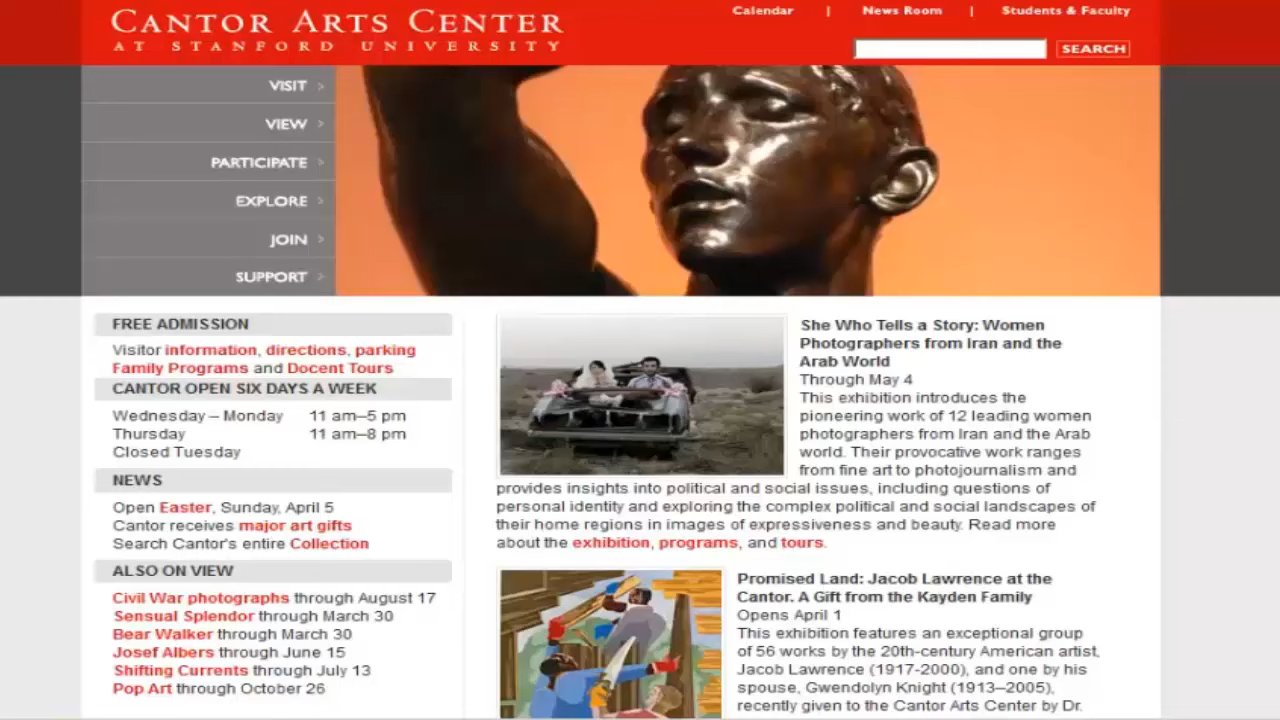 CANTOR ARTS CENTER
AT STANFORD UNIVERSITY
Calendar | News Room | Students & Faculty
SEARCH
VISIT
VIEW
PARTICIPATE
EXPLORE
JOIN
SUPPORT
FREE ADMISSION
Visitor information, directions, parking
Family Programs and Docent Tours
CANTOR OPEN SIX DAYS A WEEK
Wednesday – Monday 11 am–5 pm
Thursday 11 am–8 pm
Closed Tuesday
NEWS
Open Easter, Sunday, April 5
Cantor receives major art gifts
Search Cantor's entire Collection
ALSO ON VIEW
Civil War photographs through August 17
Sensual Splendor through March 30
Bear Walker through March 30
Josef Albers through June 15
Shifting Currents through July 13
Pop Art through October 26
She Who Tells a Story: Women
Photographers from Iran and the
Arab World
Through May 4
This exhibition introduces the
pioneering work of 12 leading women
photographers from Iran and the Arab
world. Their provocative work ranges
from fine art to photojournalism and
provides insights into political and social issues, including questions of
personal identity and exploring the complex political and social landscapes of
their home regions in images of expressiveness and beauty. Read more
about the exhibition, programs, and tours.
Promised Land: Jacob Lawrence at the
Cantor. A Gift from the Kayden Family
Opens April 1
This exhibition features an exceptional group
of 56 works by the 20th-century American artist,
Jacob Lawrence (1917-2000), and one by his
spouse, Gwendolyn Knight (1913–2005),
recently given to the Cantor Arts Center by Dr.